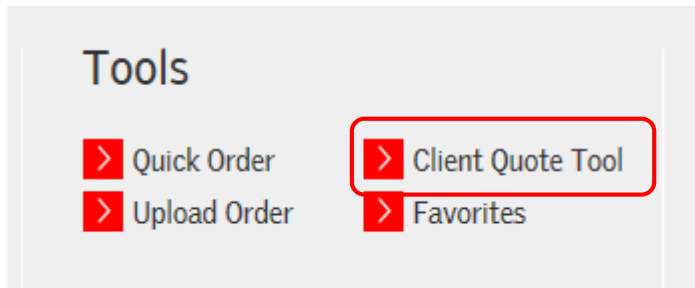 Tools
Quick Order
Client Quote Tool
Upload Order
Favorites